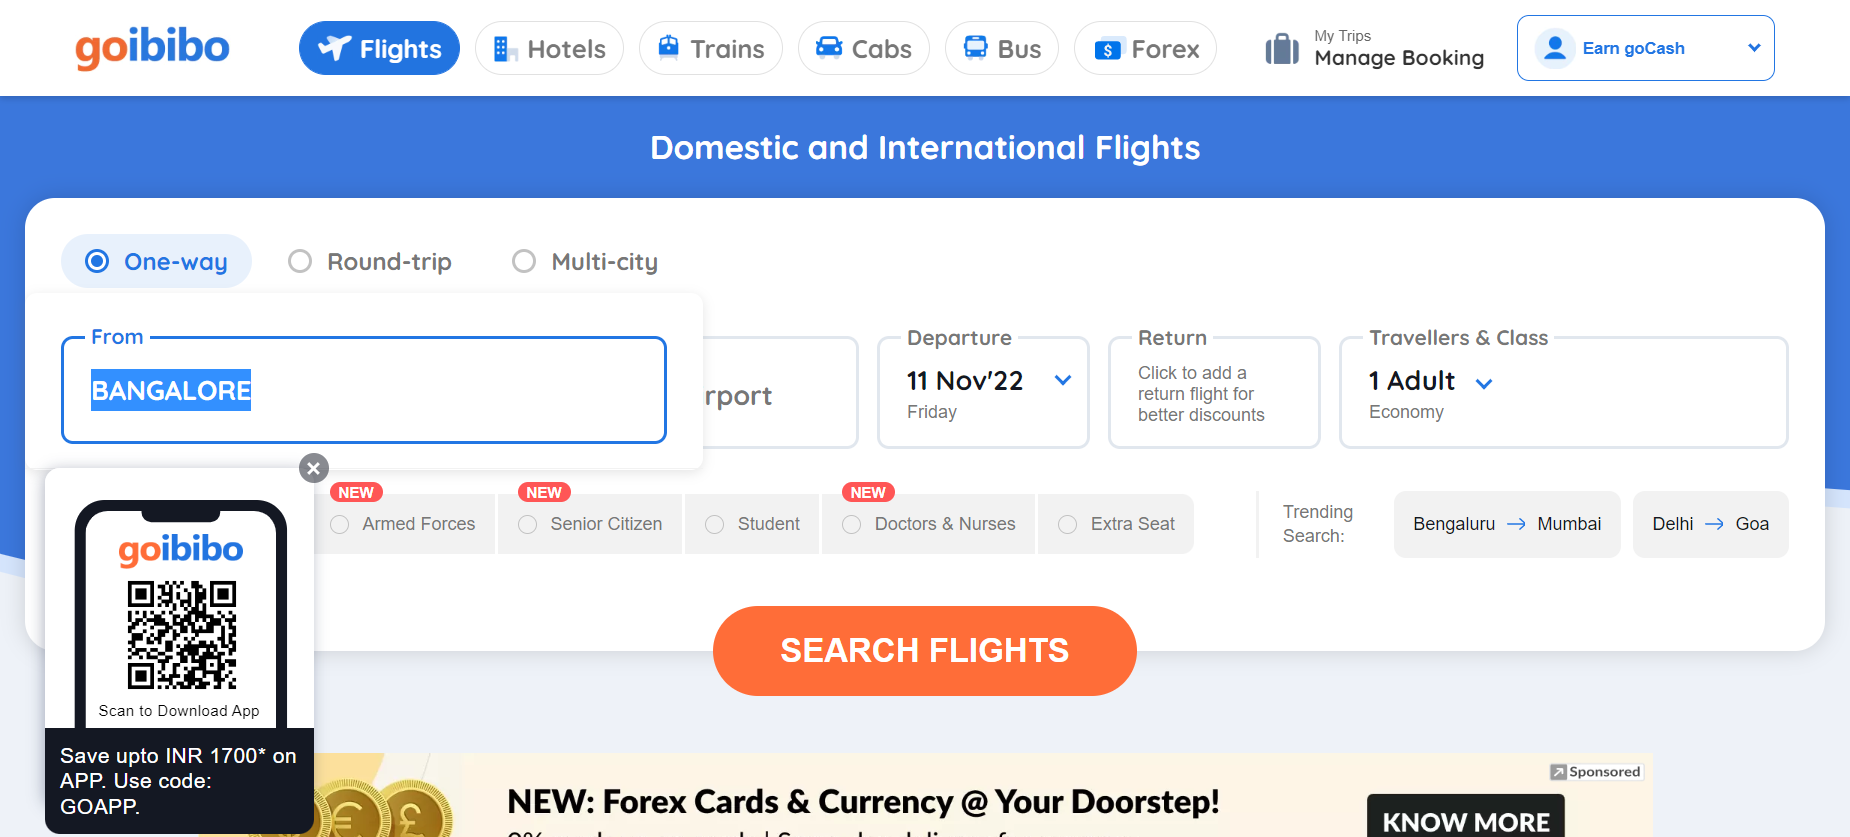 goibibo
Flights
Hotels
Trains
Cabs
Bus
Forex
My Trips
Manage Booking
Earn goCash
Domestic and International Flights
One-way
Round-trip
Multi-city
From
BANGALORE
rport
Departure
11 Nov'22
Friday
Return
Click to add a
return flight for
better discounts
Travellers & Class
1 Adult
Economy
NEW
Armed Forces
NEW
Senior Citizen
Student
NEW
Doctors & Nurses
Extra Seat
Trending
Search:
Bengaluru → Mumbai
Delhi → Goa
SEARCH FLIGHTS
goibibo
Scan to Download App
Save upto INR 1700* on
APP. Use code:
GOAPP.
Sponsored
NEW: Forex Cards & Currency @ Your Doorstep!
KNOW MORE